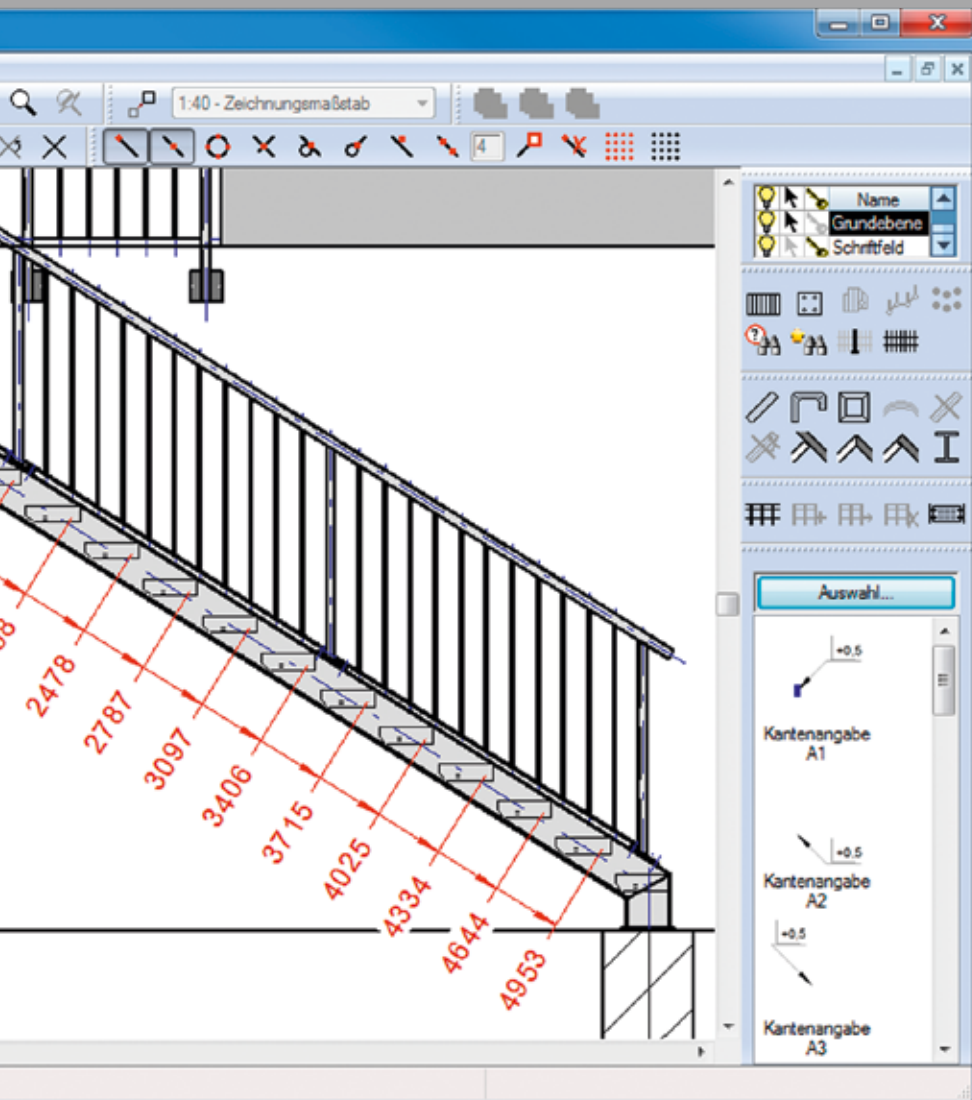 1:40 - Zeichnungsmaßstab
4
Name
Grundebene
Schriftfeld
Auswahl...
+0,5
Kantenangabe
A1
+0,5
Kantenangabe
A2
+0,5
Kantenangabe
A3
2478
2787
3097
3406
3715
4025
4334
4644
4953